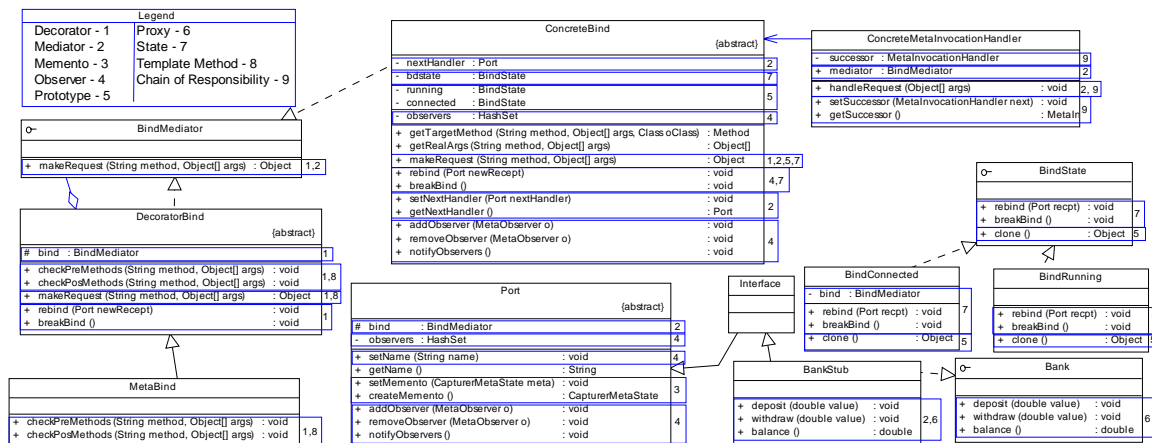 Legend
Decorator - 1
Mediator - 2
Memento - 3
Observer - 4
Prototype - 5
Proxy - 6
State - 7
Template Method - 8
Chain of Responsibility - 9
BindMediator
+ makeRequest (String method, Object[] args) : Object 1,2
DecoratorBind
{abstract}
# bind : BindMediator 1
+ checkPreMethods (String method, Object[] args) : void
+ checkPosMethods (String method, Object[] args) : void
1,8
+ makeRequest (String method, Object[] args) : Object 1,8
+ rebind (Port newRecept) : void
+ breakBind () : void
1
MetaBind
+ checkPreMethods (String method, Object[] args) : void
+ checkPosMethods (String method, Object[] args) : void
1,8
ConcreteBind
{abstract}
- nextHandler : Port 2
- bdstate : BindState 7
- running : BindState
- connected : BindState
5
- observers : HashSet 4
+ getTargetMethod (String method, Object[] args, Class oClass) : Method
+ getRealArgs (String method, Object[] args) : Object[]
+ makeRequest (String method, Object[] args) : Object 1,2,5,7
+ rebind (Port newRecept) : void
+ breakBind () : void
4,7
+ setNextHandler (Port nextHandler) : void
+ getNextHandler () : Port
2
+ addObserver (MetaObserver o) : void
+ removeObserver (MetaObserver o) : void
+ notifyObservers () : void
4
Port
{abstract}
# bind : BindMediator 2
- observers : HashSet 4
+ setName (String name) : void 4
+ getName () : String
+ setMemento (CapturerMetaState meta) : void
+ createMemento () : CapturerMetaState
3
+ addObserver (MetaObserver o) : void
+ removeObserver (MetaObserver o) : void
+ notifyObservers () : void
4
ConcreteMetaInvocationHandler
- successor : MetaInvocationHandler 9
+ mediator : BindMediator 2
+ handleRequest (Object[] args) : void 2, 9
+ setSuccessor (MetaInvocationHandler next) : void
+ getSuccessor () : MetaIn
9
BindState
+ rebind (Port recpt) : void
+ breakBind () : void
7
+ clone () : Object 5
BindConnected
- bind : BindMediator
+ rebind (Port recpt) : void
+ breakBind () : void
7
+ clone () : Object 5
BindRunning
+ rebind (Port recpt) : void
+ breakBind () : void
+ clone () : Object
Interface
BankStub
+ deposit (double value) : void
+ withdraw (double value) : void
+ balance () : double
2,6
Bank
+ deposit (double value) : void
+ withdraw (double value) : void
+ balance () : double
6